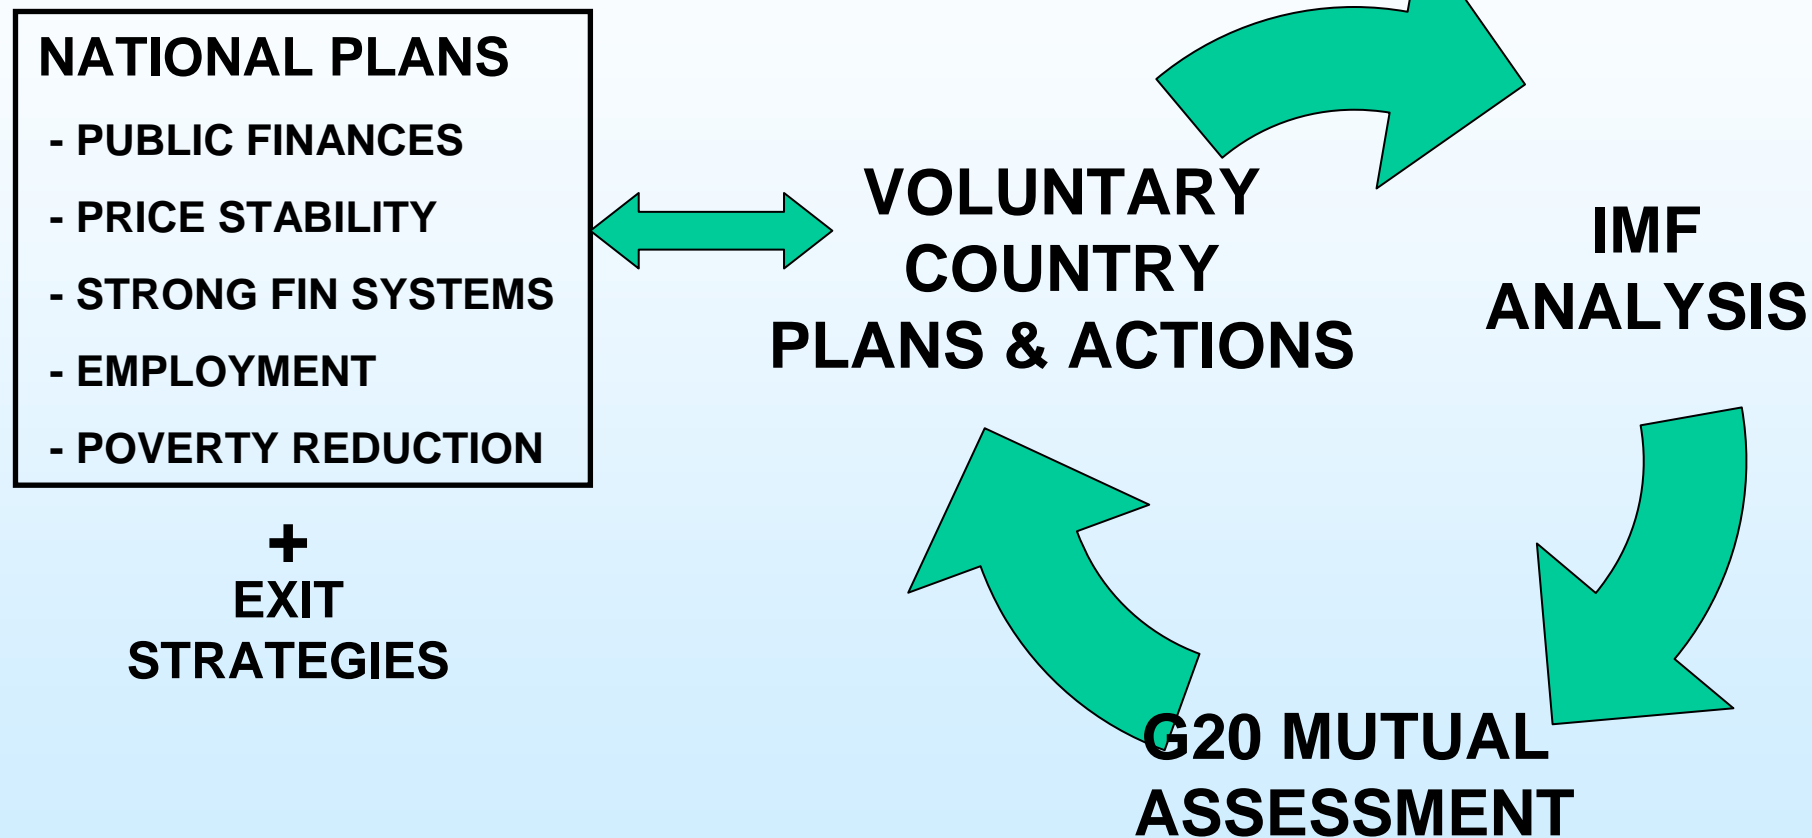 NATIONAL PLANS
- PUBLIC FINANCES
- PRICE STABILITY
- STRONG FIN SYSTEMS
- EMPLOYMENT
- POVERTY REDUCTION
+
EXIT
STRATEGIES
VOLUNTARY
COUNTRY
PLANS & ACTIONS
IMF
ANALYSIS
G20 MUTUAL
ASSESSMENT